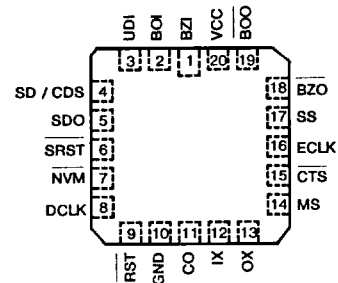 UDI
BOI
BZI
VCC
BOO
3
2
1
20
19
SD / CDS 4
SDO 5
SRST 6
NVM 7
DCLK 8
18 BZO
17 SS
16 ECLK
15 CTS
14 MS
9
10
11
12
13
RST
GND
CO
IX
OX